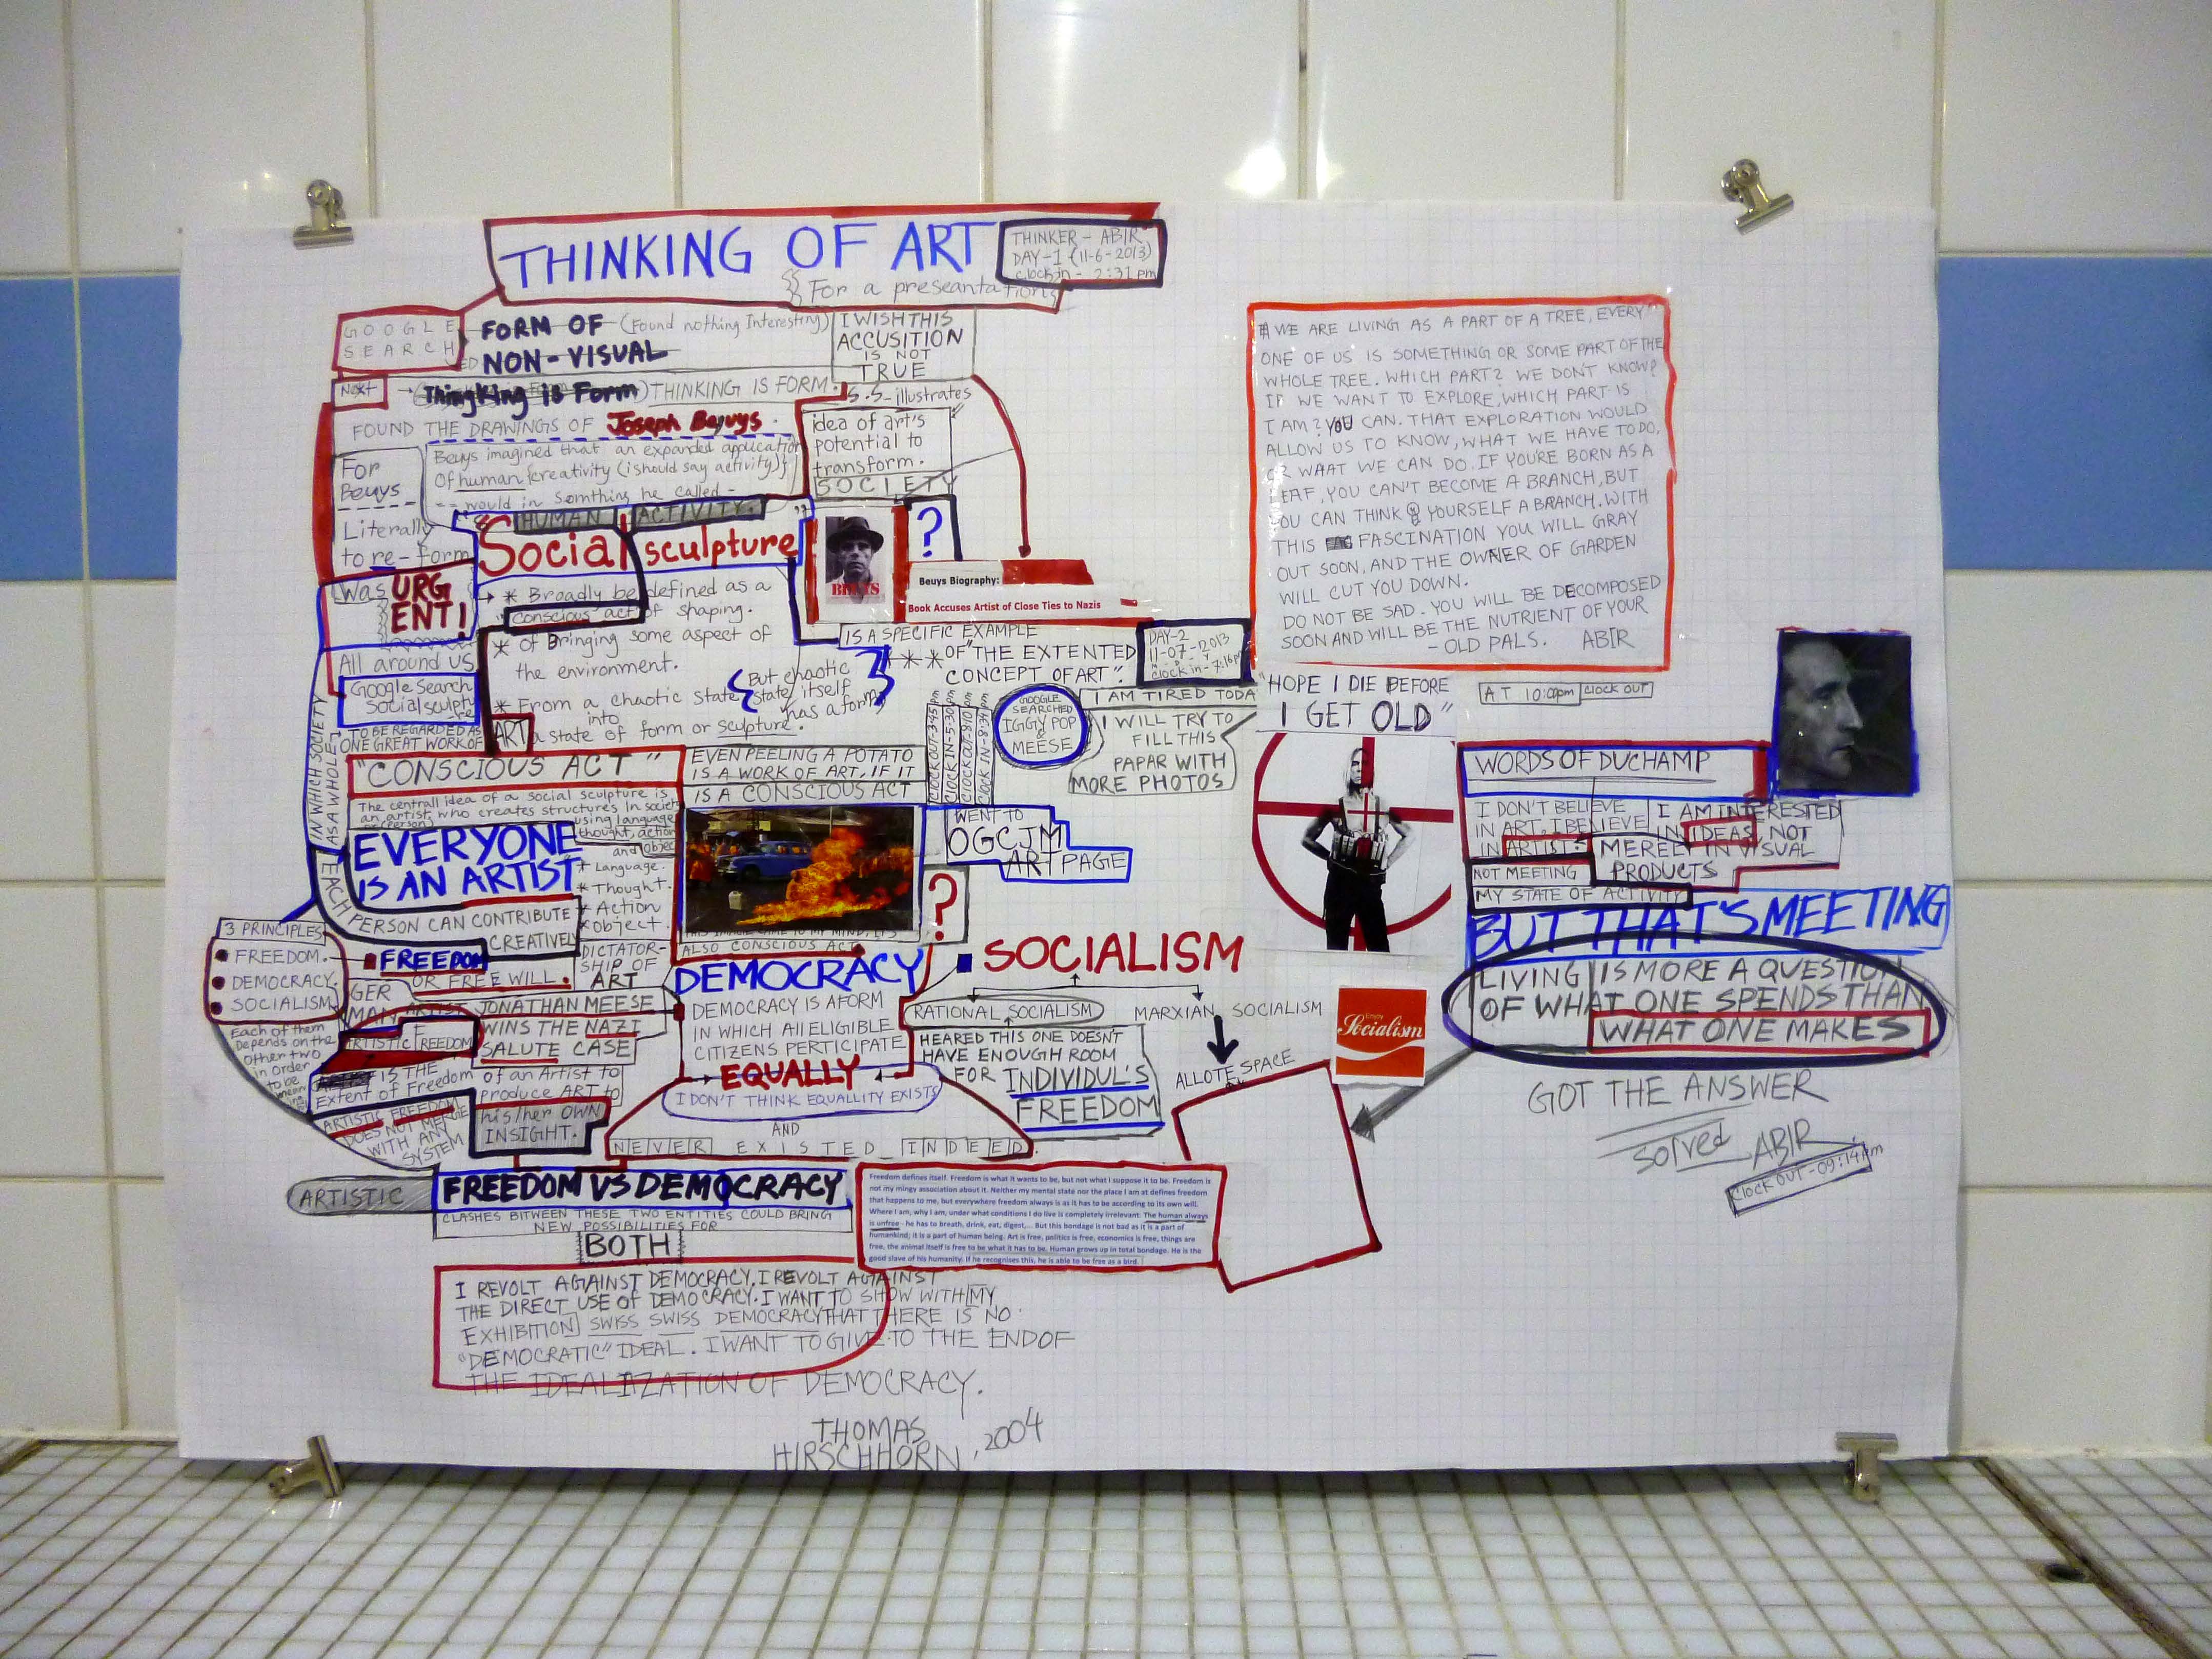 THINKING OF ART
For a preseantation
THINKER - ABIR
DAY-1 (11-6-2013)
Clock in - 2:31 pm
GOOGLE
SEARCH
FORM OF (Found nothing Interesting)
NON-VISUAL
I WISH THIS
ACCUSITION
IS NOT
TRUE
Next → (Thingking is Form) THINKING IS FORM.
FOUND THE DRAWINGS OF Joseph Beuys.
S.S_illustrates
idea of art's
potential to
transform.
SOCIETY
For
Beuys
Literally
to re-form
Was URG
ENT!
Beuys imagined that an expanded application
Of human creativity (i should say activity)
would in somthing he called-
HUMAN ACTIVITY.
"Social sculpture"
* Broadly be defined as a
conscious act of shaping.
* of Bringing some aspect of
the environment.
* From a chaotic state
into
ART a state of form or sculpture.
But chaotic
state itself
has a form
BEUYS
?
Beuys Biography:
Book Accuses Artist of Close Ties to Nazis
IS A SPECIFIC EXAMPLE
***OF "THE EXTENTED
CONCEPT OF ART".
DAY-2
11-07-2013
clock in - 7:16 pm
All around us
Google Search
Social sculptu
-re
TO BE REGARDED AS
ONE GREAT WORK OF
IN WHICH SOCIETY
AS A WHOLE
"CONSCIOUS ACT"
EVEN PEELING A POTATO
IS A WORK OF ART, IF IT
IS A CONSCIOUS ACT
Clock out - 3:45 pm
Clock in - 5:30 pm
Clock out - 8:10 pm
Clock in - 8:34 pm
GOOGLE
SEARCHED
IGGY POP
&
MEESE
I AM TIRED TODA
I WILL TRY TO
FILL THIS
PAPAR WITH
MORE PHOTOS
The centrall idea of a social sculpture is
an artist, who creates structures In society
(person)
using language
thought, action
and object
* Language.
* Thought.
* Action
* object.
EVERYONE
IS AN ARTIST
EACH PERSON CAN CONTRIBUTE
CREATIVELY
WENT TO
OGCJM
ART PAGE
?
ALSO CONSCIOUS ACT
3 PRINCIPLES
FREEDOM.
DEMOCRACY.
SOCIALISM
Each of them
Depends on the
other two
in order
to be
FREEDOM
OR FREE WILL.
DICTATOR-
SHIP OF
ART
GER
MAN ARTIST JONATHAN MEESE
WINS THE NAZI
SALUTE CASE
ARTISTIC FREEDOM
IS THE
Extent of Freedom
of an Artist to
produce ART to
his/her OWN
INSIGHT.
ARTISTIC FREEDOM
DOES NOT MERGE
WITH ANY
SYSTEM
DEMOCRACY
DEMOCRACY IS A FORM
IN WHICH All ELIGIBLE
CITIZENS PERTICIPATE
EQUALLY
I DON'T THINK EQUALLITY EXISTS
AND
NEVER EXISTED INDEED
SOCIALISM
RATIONAL SOCIALISM
MARXIAN SOCIALISM
HEARED THIS ONE DOESN'T
HAVE ENOUGH ROOM
FOR INDIVIDUL'S
FREEDOM
ALLOTE SPACE
Enjoy
Socialism
ARTISTIC FREEDOM VS DEMOCRACY
CLASHES BITWEEN THESE TWO ENTITIES COULD BRING
NEW POSSIBILITIES FOR
BOTH
Freedom defines itself. Freedom is what it wants to be, but not what I suppose it to be. Freedom is
not my mingy association about it. Neither my mental state nor the place I am at defines freedom
that happens to me, but everywhere freedom always is as it has to be according to its own will.
Where I am, why I am, under what conditions I do live is completely irrelevant. The human always
is unfree - he has to breath, drink, eat, digest,... But this bondage is not bad as it is a part of
humankind; it is a part of human being. Art is free, politics is free, economics is free, things are
free, the animal itself is free to be what it has to be. Human grows up in total bondage. He is the
good slave of his humanity. If he recognises this, he is able to be free as a bird.
I REVOLT AGAINST DEMOCRACY. I REVOLT AGAINST
THE DIRECT USE OF DEMOCRACY. I WANT TO SHOW WITH MY
EXHIBITION SWISS SWISS DEMOCRACY THAT THERE IS NO
"DEMOCRATIC" IDEAL. I WANT TO GIVE TO THE END OF
THE IDEALIZATION OF DEMOCRACY.
THOMAS
HIRSCHHORN, 2004
WE ARE LIVING AS A PART OF A TREE, EVERY
ONE OF US IS SOMETHING OR SOME PART OF THE
WHOLE TREE. WHICH PART? WE DONT KNOW?
IF WE WANT TO EXPLORE, WHICH PART IS
I AM? YOU CAN. THAT EXPLORATION WOULD
ALLOW US TO KNOW, WHAT WE HAVE TO DO,
OR WHAT WE CAN DO. IF YOU'RE BORN AS A
LEAF, YOU CAN'T BECOME A BRANCH, BUT
YOU CAN THINK YOURSELF A BRANCH. WITH
THIS FASCINATION YOU WILL GRAY
OUT SOON, AND THE OWNER OF GARDEN
WILL CUT YOU DOWN.
DO NOT BE SAD. YOU WILL BE DECOMPOSED
SOON AND WILL BE THE NUTRIENT OF YOUR
- OLD PALS. ABIR
"HOPE I DIE BEFORE
I GET OLD"
AT 10:00pm clock out
WORDS OF DUCHAMP
I DON'T BELIEVE
IN ART. I BELIEVE
IN ARTIST.
I AM INTERESTED
IN IDEAS, NOT
MERELY IN VISUAL
PRODUCTS
NOT MEETING
MY STATE OF ACTIVITY
BUT THAT'S MEETING
LIVING IS MORE A QUESTION
OF WHAT ONE SPENDS THAN
WHAT ONE MAKES
GOT THE ANSWER
solved ABIR
Clock OUT - 09:14 pm